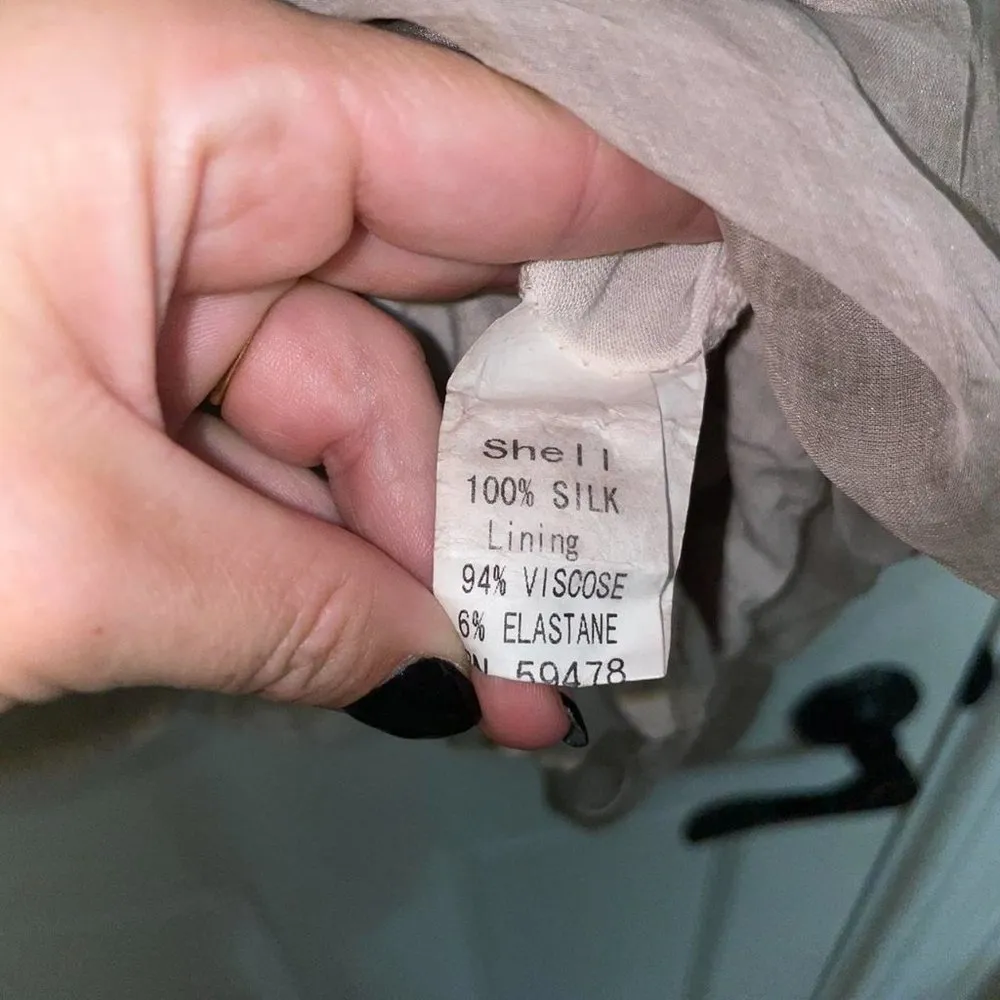 Shell
100% SILK
Lining
94% VISCOSE
6% ELASTANE
59478